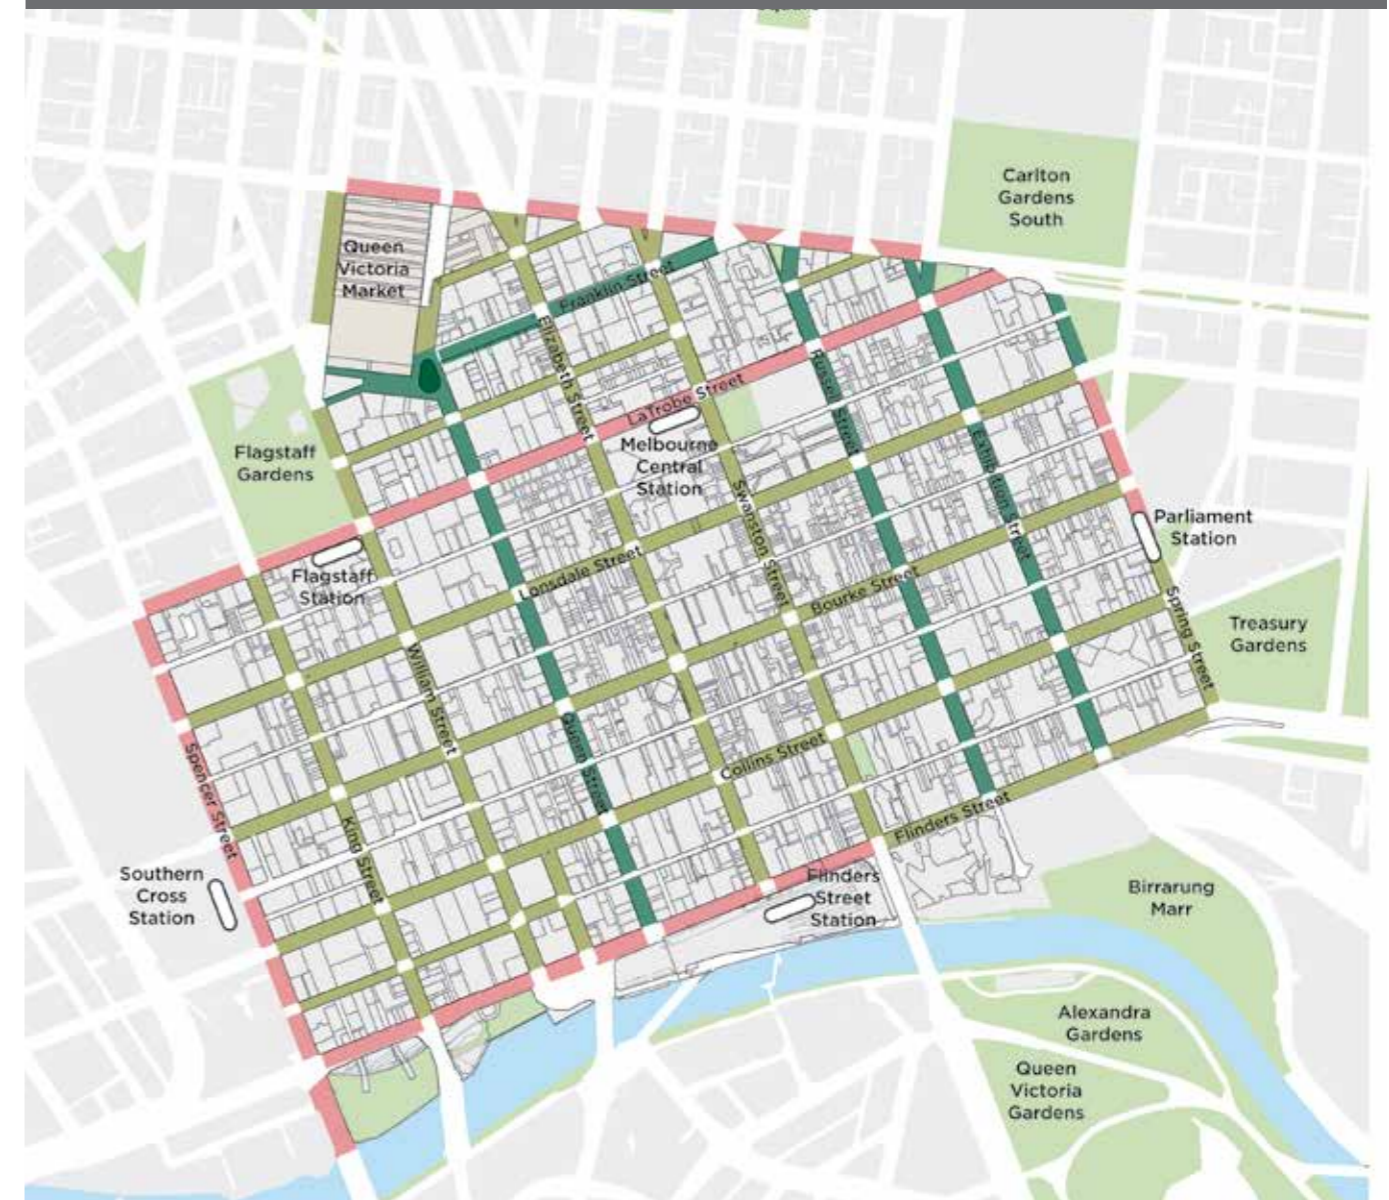 Carlton
Gardens
South
Queen
Victoria
Market
Franklin Street
Elizabeth Street
Russell Street
LaTrobe Street
Flagstaff
Gardens
Melbourne
Central
Station
Exhibition Street
Swanston Street
Parliament
Station
Flagstaff
Station
Lonsdale Street
Bourke Street
Spring Street
Treasury
Gardens
William Street
Queen Street
Collins Street
Spencer Street
King Street
Flinders Street
Southern
Cross
Station
Flinders
Street
Station
Birrarung
Marr
Alexandra
Gardens
Queen
Victoria
Gardens